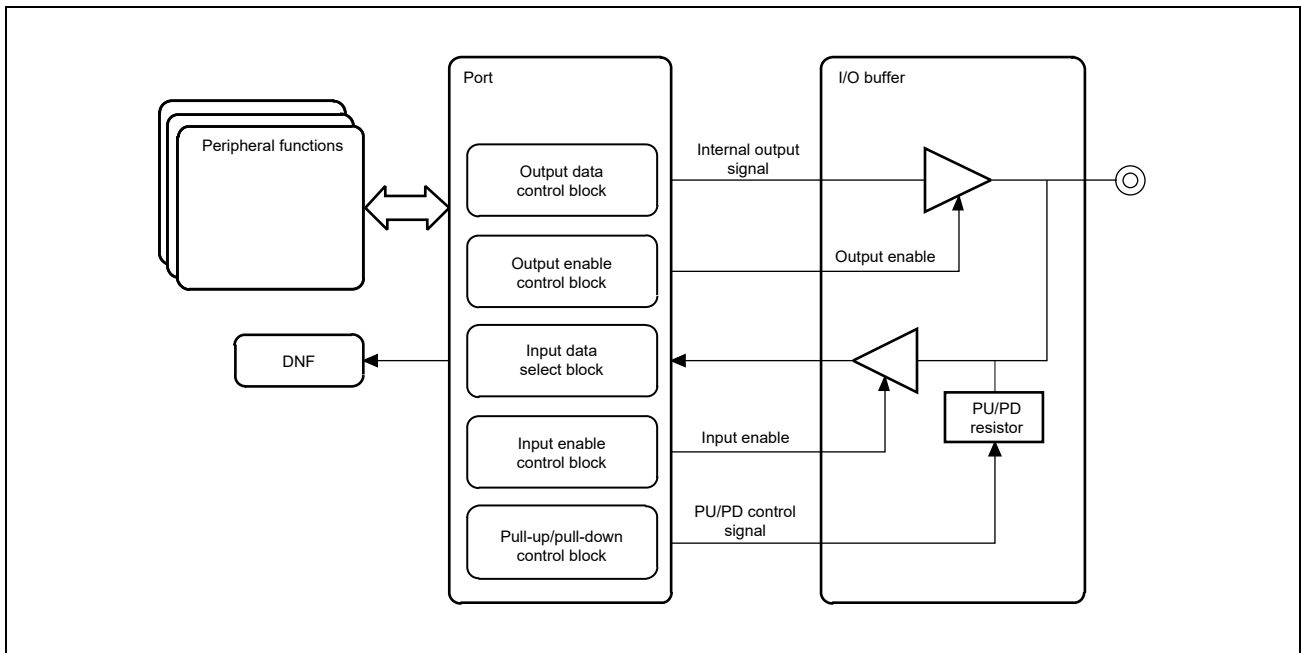 Port
I/O buffer
Peripheral functions
Output data
control block
Internal output
signal
Output enable
control block
Output enable
DNF
Input data
select block
PU/PD
resistor
Input enable
control block
Input enable
Pull-up/pull-down
control block
PU/PD control
signal